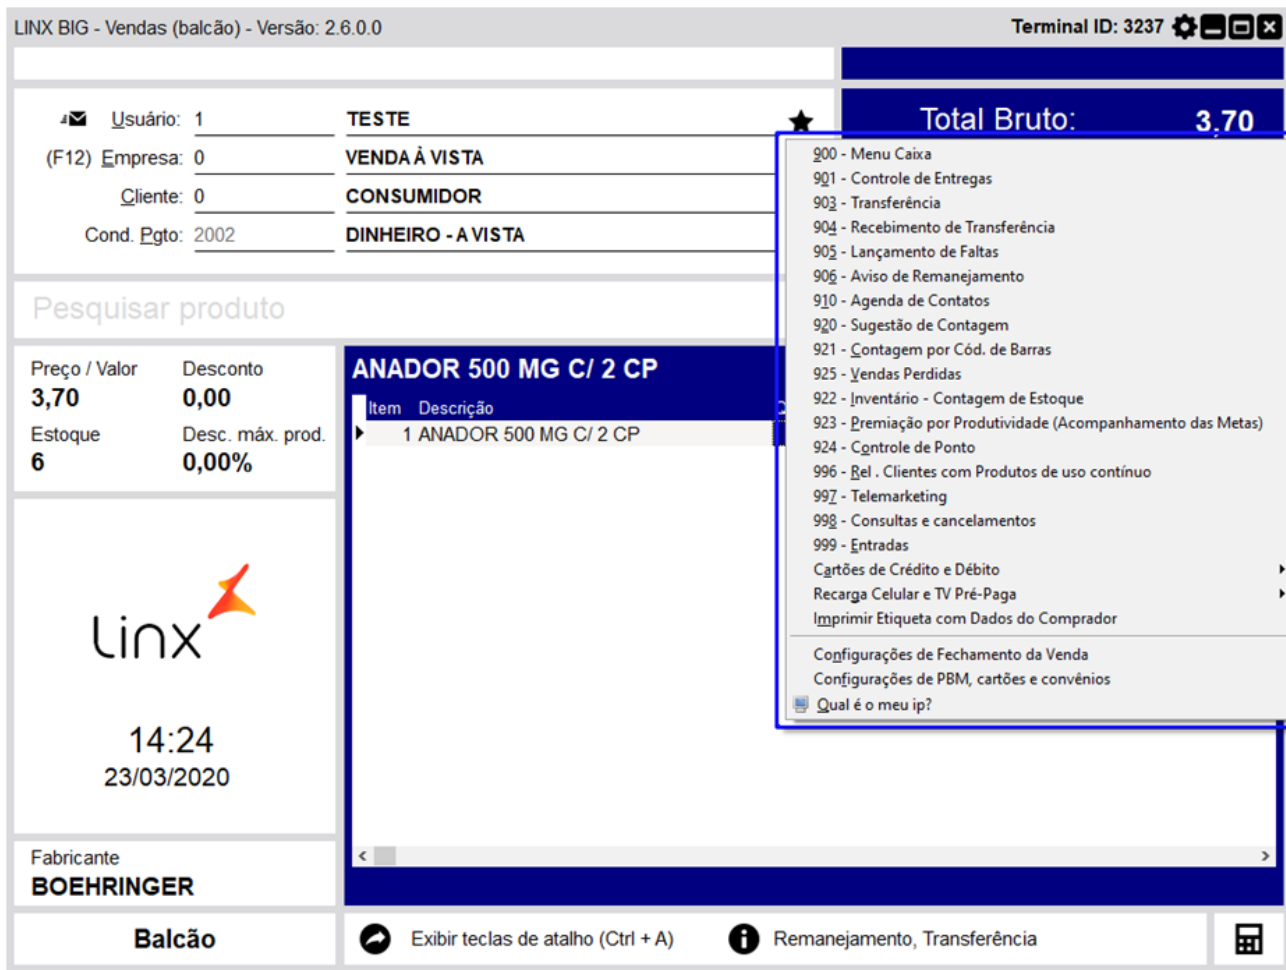 LINX BIG - Vendas (balcão) - Versão: 2.6.0.0
Terminal ID: 3237
Usuário: 1 TESTE
(F12) Empresa: 0 VENDA À VISTA
Cliente: 0 CONSUMIDOR
Cond. Pgto: 2002 DINHEIRO - A VISTA
Total Bruto: 3,70
Pesquisar produto
Preço / Valor Desconto
3,70 0,00
Estoque Desc. máx. prod.
6 0,00%
Linx
14:24
23/03/2020
Fabricante
BOEHRINGER
Balcão
ANADOR 500 MG C/ 2 CP
Item Descrição
1 ANADOR 500 MG C/ 2 CP
900 - Menu Caixa
901 - Controle de Entregas
903 - Transferência
904 - Recebimento de Transferência
905 - Lançamento de Faltas
906 - Aviso de Remanejamento
910 - Agenda de Contatos
920 - Sugestão de Contagem
921 - Contagem por Cód. de Barras
925 - Vendas Perdidas
922 - Inventário - Contagem de Estoque
923 - Premiação por Produtividade (Acompanhamento das Metas)
924 - Controle de Ponto
996 - Rel . Clientes com Produtos de uso contínuo
997 - Telemarketing
998 - Consultas e cancelamentos
999 - Entradas
Cartões de Crédito e Débito
Recarga Celular e TV Pré-Paga
Imprimir Etiqueta com Dados do Comprador
Configurações de Fechamento da Venda
Configurações de PBM, cartões e convênios
Qual é o meu ip?
Exibir teclas de atalho (Ctrl + A)
Remanejamento, Transferência